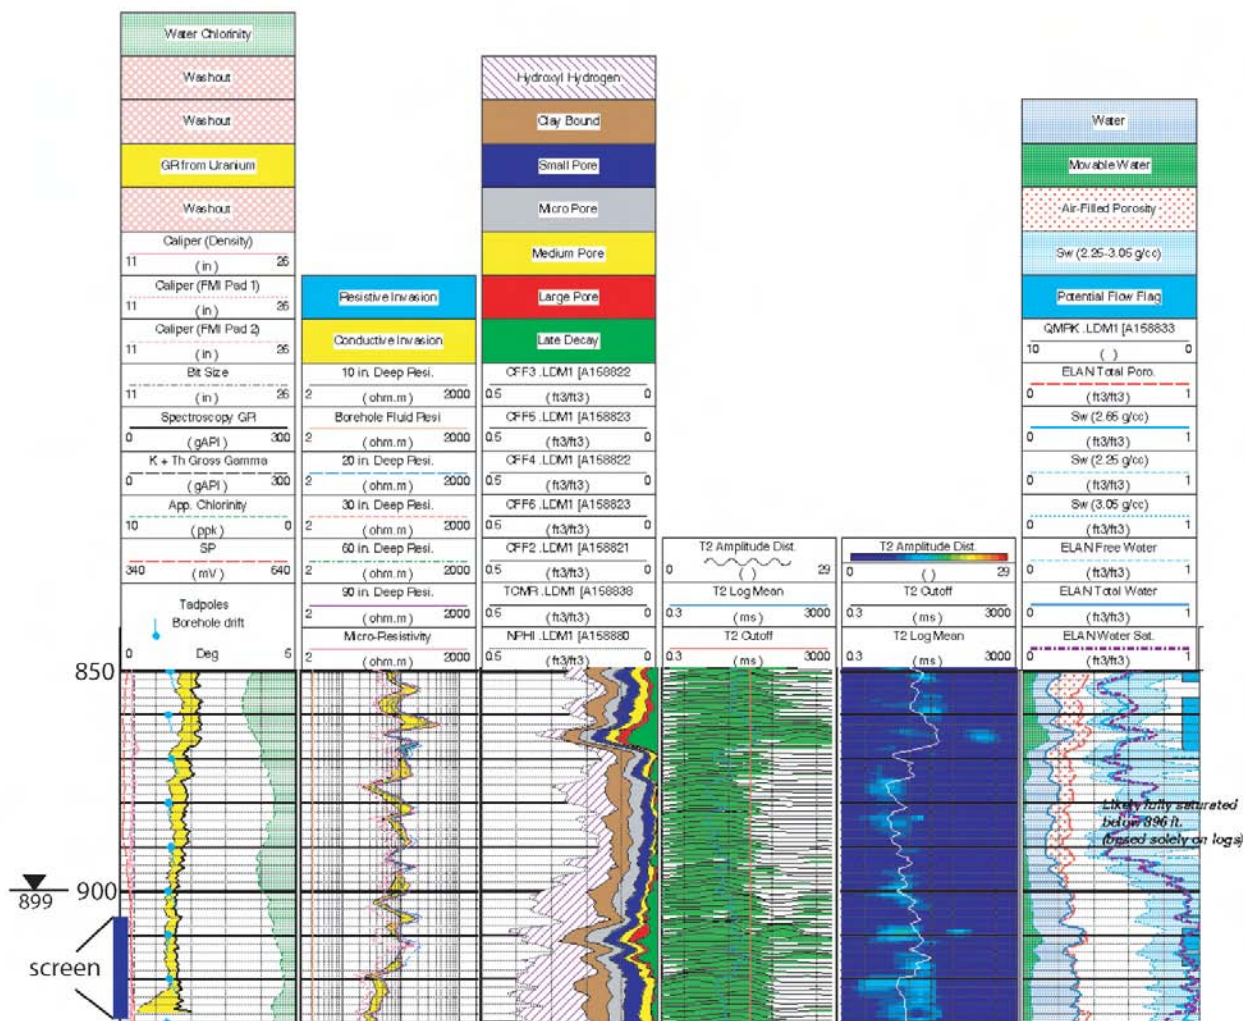 Water Chlorinity
Washout
Washout
GR from Uranium
Washout
Caliper (Density)
11 (in) 26
Caliper (FMI Pad 1)
11 (in) 26
Caliper (FMI Pad 2)
11 (in) 26
Bit Size
11 (in) 26
Spectroscopy GR
0 (gAPI) 300
K + Th Gross Gamma
0 (gAPI) 300
App. Chlorinity
10 (ppk) 0
SP
340 (mV) 640
Tadpoles
Borehole drift
0 Deg 5
Resistive Invasion
Conductive Invasion
10 in. Deep Resi.
2 (ohm.m) 2000
Borehole Fluid Resi
2 (ohm.m) 2000
20 in. Deep Resi.
2 (ohm.m) 2000
30 in. Deep Resi.
2 (ohm.m) 2000
60 in. Deep Resi.
2 (ohm.m) 2000
90 in. Deep Resi.
2 (ohm.m) 2000
Micro-Resistivity
2 (ohm.m) 2000
Hydroxyl Hydrogen
Clay Bound
Small Pore
Micro Pore
Medium Pore
Large Pore
Late Decay
CFF3 .LDM1 [A158822
0.5 (ft3/ft3) 0
CFF5 .LDM1 [A158823
0.5 (ft3/ft3) 0
CFF4 .LDM1 [A158822
0.5 (ft3/ft3) 0
CFF6 .LDM1 [A158823
0.5 (ft3/ft3) 0
CFF2 .LDM1 [A158821
0.5 (ft3/ft3) 0
TCMR .LDM1 [A158838
0.5 (ft3/ft3) 0
NPHI .LDM1 [A158880
0.5 (ft3/ft3) 0
T2 Amplitude Dist.
0 ( ) 29
T2 Log Mean
0.3 (ms) 3000
T2 Cutoff
0.3 (ms) 3000
T2 Amplitude Dist.
0 ( ) 29
T2 Cutoff
0.3 (ms) 3000
T2 Log Mean
0.3 (ms) 3000
Water
Movable Water
Air-Filled Porosity
Sw (2.25-3.05 g/cc)
Potential Flow Flag
QMRK .LDM1 [A158833
10 ( ) 0
ELAN Total Poro.
0 (ft3/ft3) 1
Sw (2.65 g/cc)
0 (ft3/ft3) 1
Sw (2.25 g/cc)
0 (ft3/ft3) 1
Sw (3.05 g/cc)
0 (ft3/ft3) 1
ELAN Free Water
0 (ft3/ft3) 1
ELAN Total Water
0 (ft3/ft3) 1
ELAN Water Sat.
0 (ft3/ft3) 1
850
900
899
screen
Likely fully saturated
below 896 ft.
(based solely on logs)